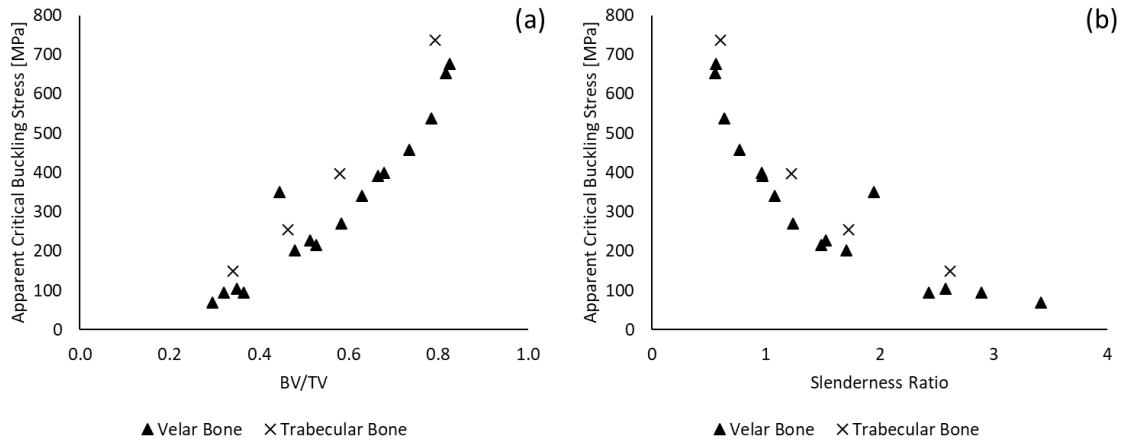 (a)
Apparent Critical Buckling Stress [MPa]
800
700
600
500
400
300
200
100
0
0.0 0.2 0.4 0.6 0.8 1.0
BV/TV
▲ Velar Bone × Trabecular Bone
(b)
Apparent Critical Buckling Stress [MPa]
800
700
600
500
400
300
200
100
0
0 1 2 3 4
Slenderness Ratio
▲ Velar Bone × Trabecular Bone